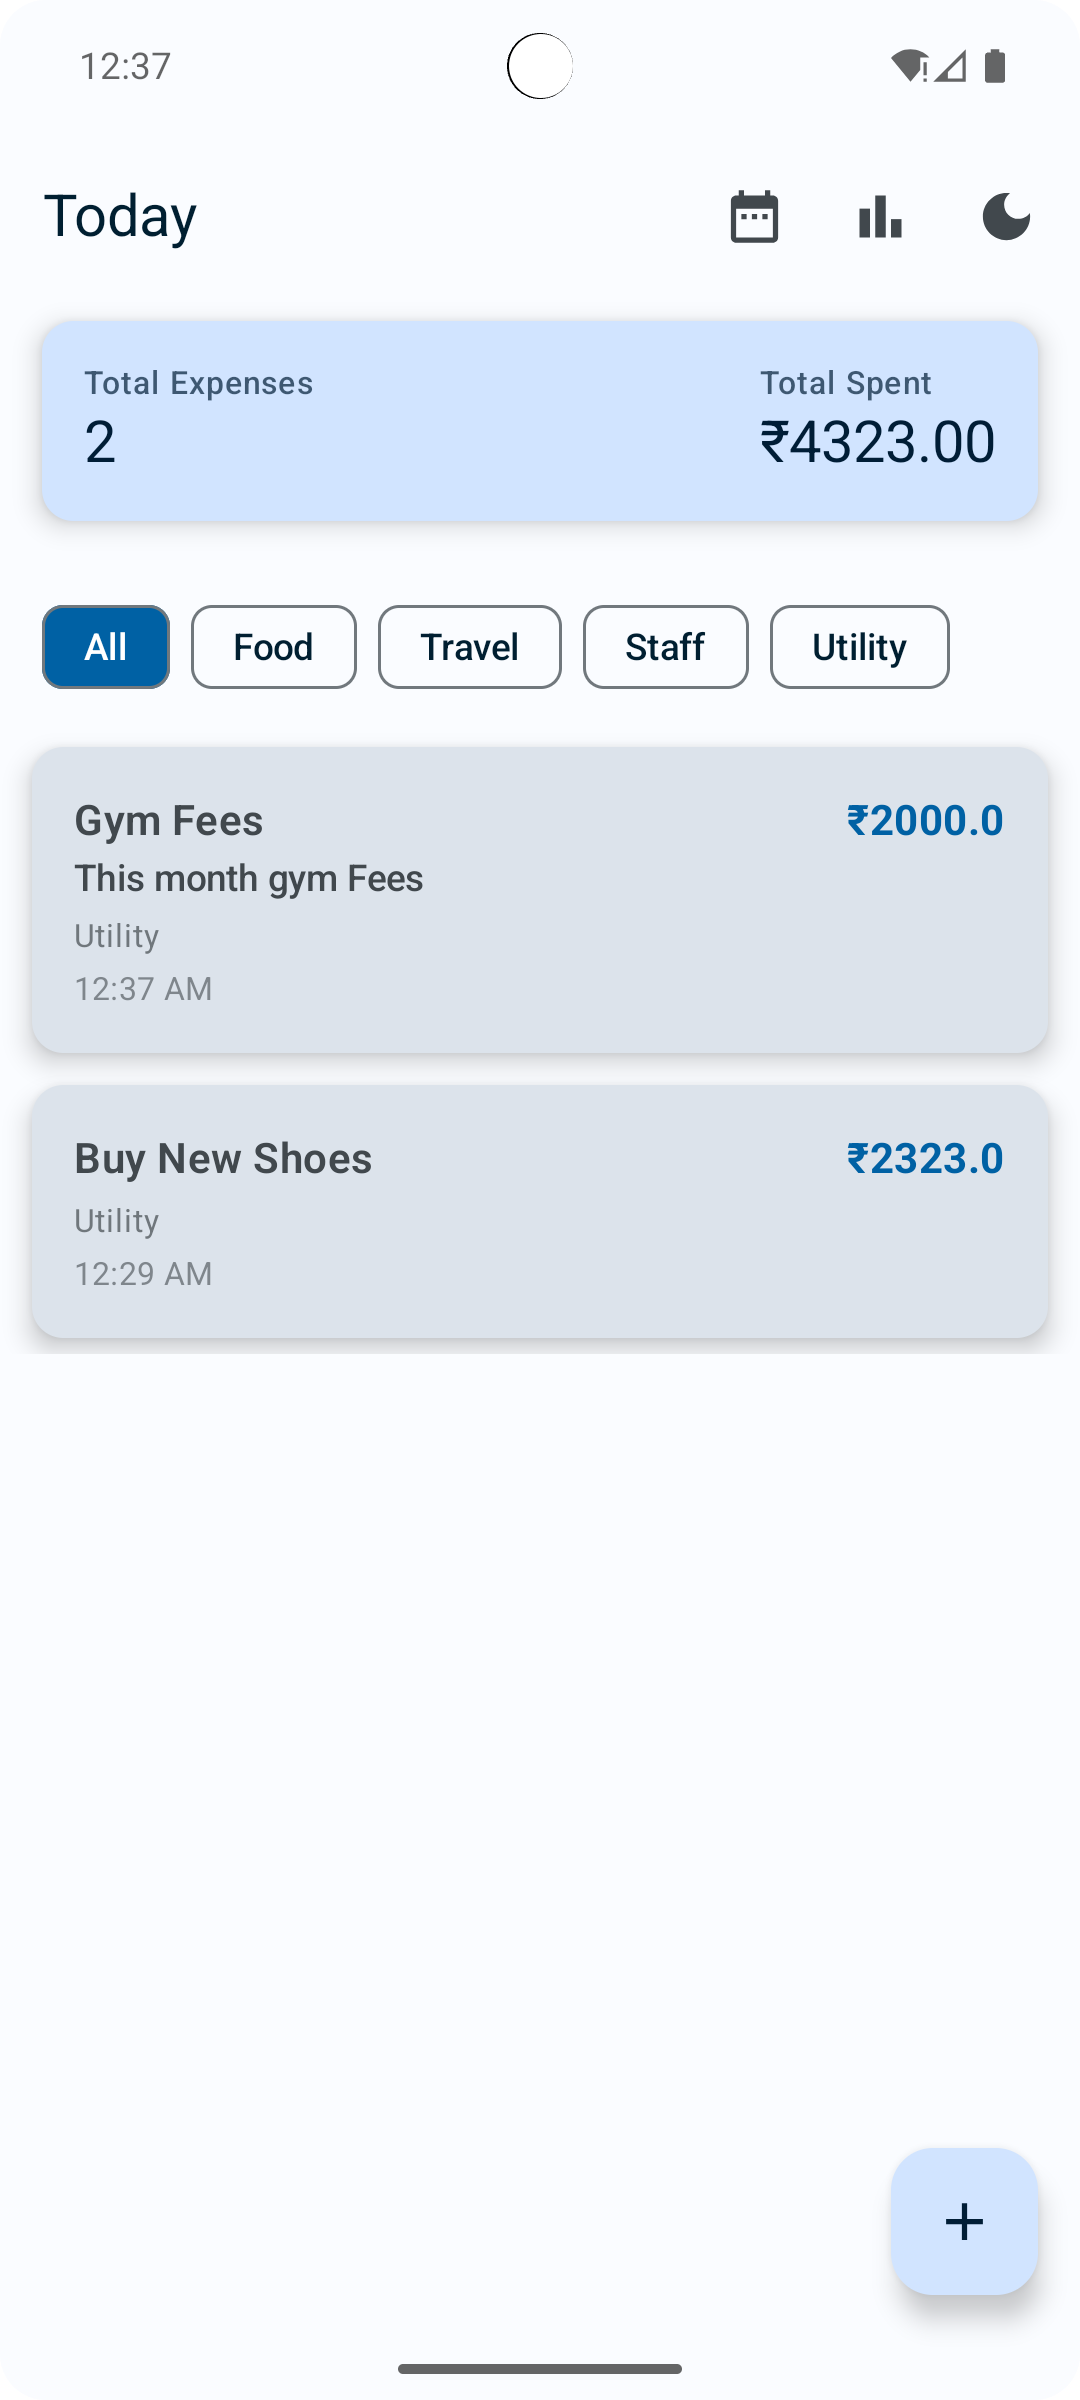 12:37
Today
Total Expenses
2
Total Spent
₹4323.00
All
Food
Travel
Staff
Utility
Gym Fees
₹2000.0
This month gym Fees
Utility
12:37 AM
Buy New Shoes
₹2323.0
Utility
12:29 AM
+